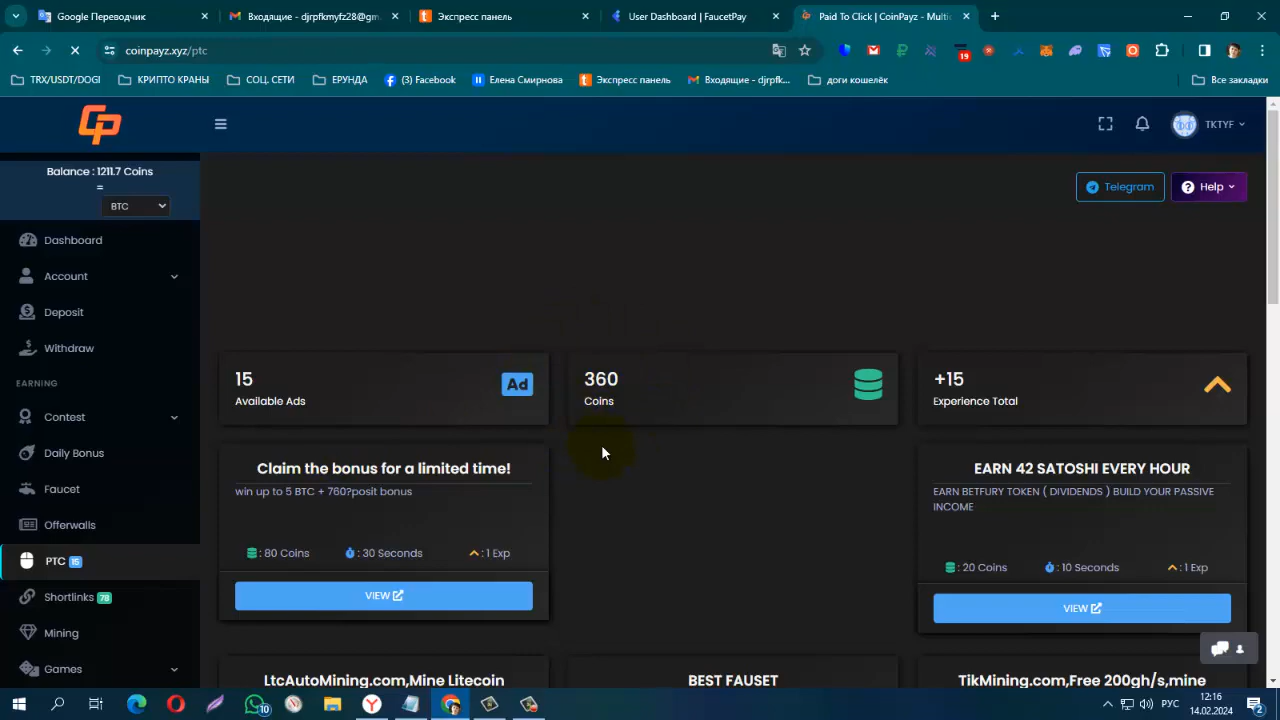 Google Переводчик
Входящие - djrpfkmyfz28@gm
Экспресс панель
User Dashboard | FaucetPay
Paid To Click | CoinPayz - Multi
coinpayz.xyz/ptc
19
TRX/USDT/DOGI
КРИПТО КРАНЫ
СОЦ. СЕТИ
ЕРУНДА
(3) Facebook
Елена Смирнова
Экспресс панель
Входящие - djrpfk...
доги кошелёк
Все закладки
TKTYF
Balance : 1211.7 Coins
=
BTC
Telegram
Help
Dashboard
Account
Deposit
Withdraw
EARNING
Contest
Daily Bonus
Faucet
Offerwalls
PTC 15
Shortlinks 78
Mining
Games
15
Available Ads
Ad
360
Coins
+15
Experience Total
Claim the bonus for a limited time!
win up to 5 BTC + 760?posit bonus
: 80 Coins
: 30 Seconds
: 1 Exp
VIEW
EARN 42 SATOSHI EVERY HOUR
EARN BETFURY TOKEN ( DIVIDENDS ) BUILD YOUR PASSIVE
INCOME
: 20 Coins
: 10 Seconds
: 1 Exp
VIEW
LtcAutoMining.com,Mine Litecoin
BEST FAUSET
TikMining.com,Free 200gh/s,mine
10
РУС
12:16
14.02.2024
2